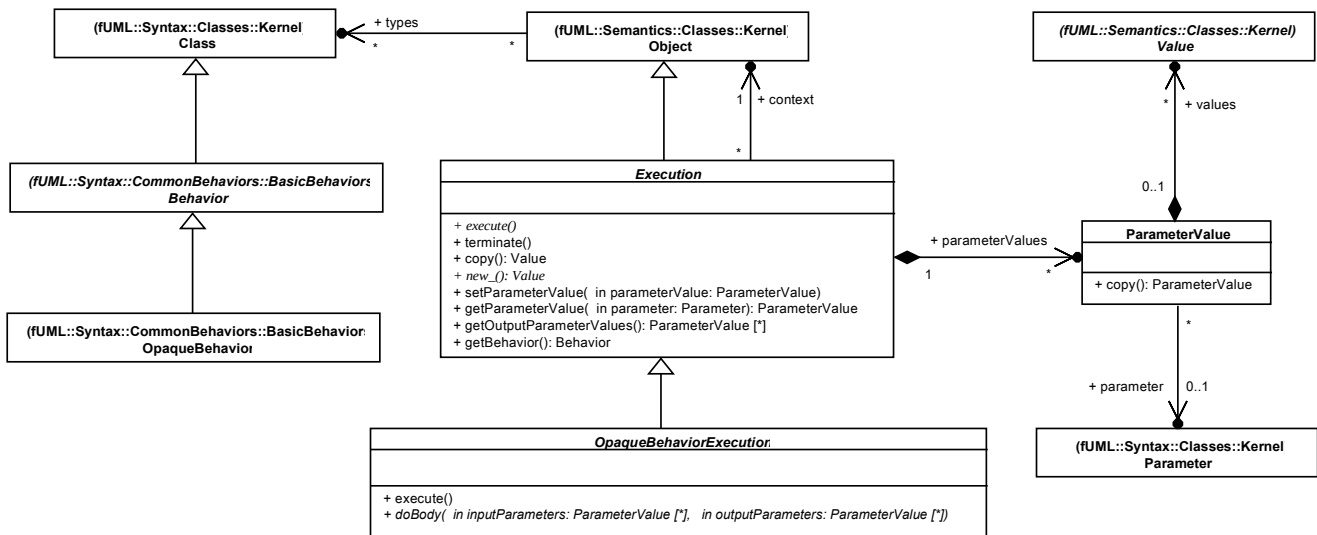 (fUML::Syntax::Classes::Kernel)
Class
+ types
*
*
(fUML::Semantics::Classes::Kernel)
Object
(fUML::Semantics::Classes::Kernel)
Value
1
+ context
*
*
+ values
(fUML::Syntax::CommonBehaviors::BasicBehaviors
Behavior
Execution
+ execute()
+ terminate()
+ copy(): Value
+ new_(): Value
+ setParameterValue( in parameterValue: ParameterValue)
+ getParameterValue( in parameter: Parameter): ParameterValue
+ getOutputParameterValues(): ParameterValue [*]
+ getBehavior(): Behavior
+ parameterValues
1
*
0..1
ParameterValue
+ copy(): ParameterValue
*
(fUML::Syntax::CommonBehaviors::BasicBehaviors:
OpaqueBehavior
+ parameter
0..1
(fUML::Syntax::Classes::Kernel
Parameter
OpaqueBehaviorExecution
+ execute()
+ doBody( in inputParameters: ParameterValue [*], in outputParameters: ParameterValue [*])